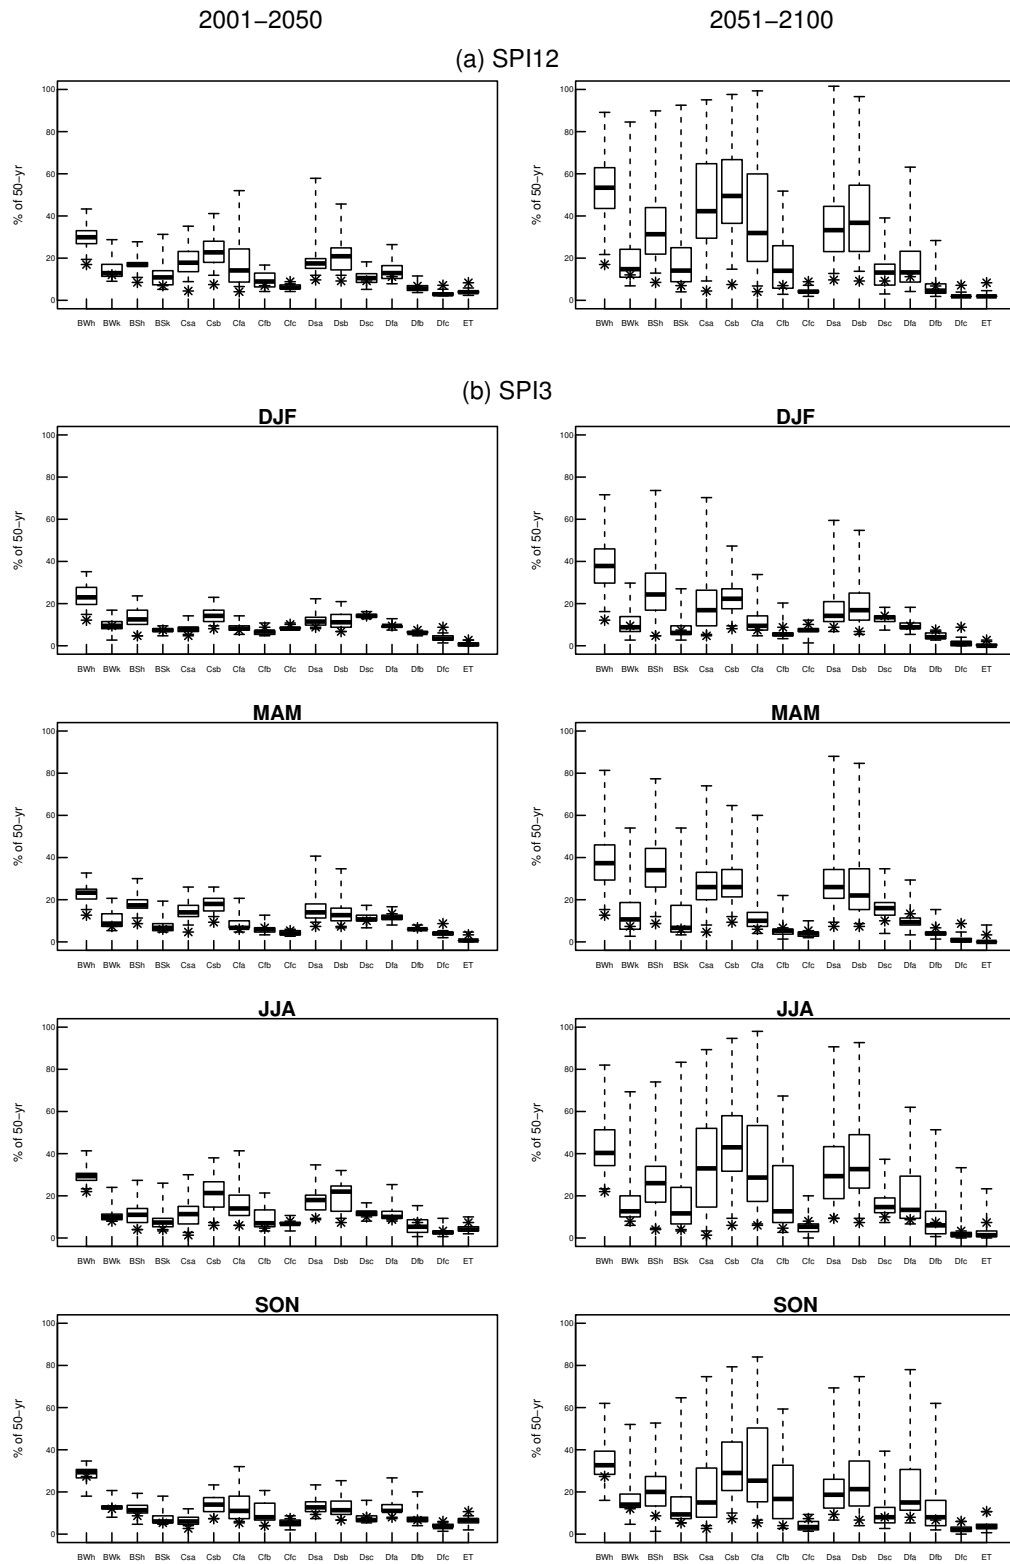 2001−2050 2051−2100
(a) SPI12
% of 50−yr 0 20 40 60 80 100 % of 50−yr 0 20 40 60 80 100
BWh BWk BSh BSk Csa Csb Cfa Cfb Cfc Dsa Dsb Dsc Dfa Dfb Dfc ET BWh BWk BSh BSk Csa Csb Cfa Cfb Cfc Dsa Dsb Dsc Dfa Dfb Dfc ET
(b) SPI3
DJF DJF
% of 50−yr 0 20 40 60 80 100 % of 50−yr 0 20 40 60 80 100
BWh BWk BSh BSk Csa Csb Cfa Cfb Cfc Dsa Dsb Dsc Dfa Dfb Dfc ET BWh BWk BSh BSk Csa Csb Cfa Cfb Cfc Dsa Dsb Dsc Dfa Dfb Dfc ET
MAM MAM
% of 50−yr 0 20 40 60 80 100 % of 50−yr 0 20 40 60 80 100
BWh BWk BSh BSk Csa Csb Cfa Cfb Cfc Dsa Dsb Dsc Dfa Dfb Dfc ET BWh BWk BSh BSk Csa Csb Cfa Cfb Cfc Dsa Dsb Dsc Dfa Dfb Dfc ET
JJA JJA
% of 50−yr 0 20 40 60 80 100 % of 50−yr 0 20 40 60 80 100
BWh BWk BSh BSk Csa Csb Cfa Cfb Cfc Dsa Dsb Dsc Dfa Dfb Dfc ET BWh BWk BSh BSk Csa Csb Cfa Cfb Cfc Dsa Dsb Dsc Dfa Dfb Dfc ET
SON SON
% of 50−yr 0 20 40 60 80 100 % of 50−yr 0 20 40 60 80 100
BWh BWk BSh BSk Csa Csb Cfa Cfb Cfc Dsa Dsb Dsc Dfa Dfb Dfc ET BWh BWk BSh BSk Csa Csb Cfa Cfb Cfc Dsa Dsb Dsc Dfa Dfb Dfc ET